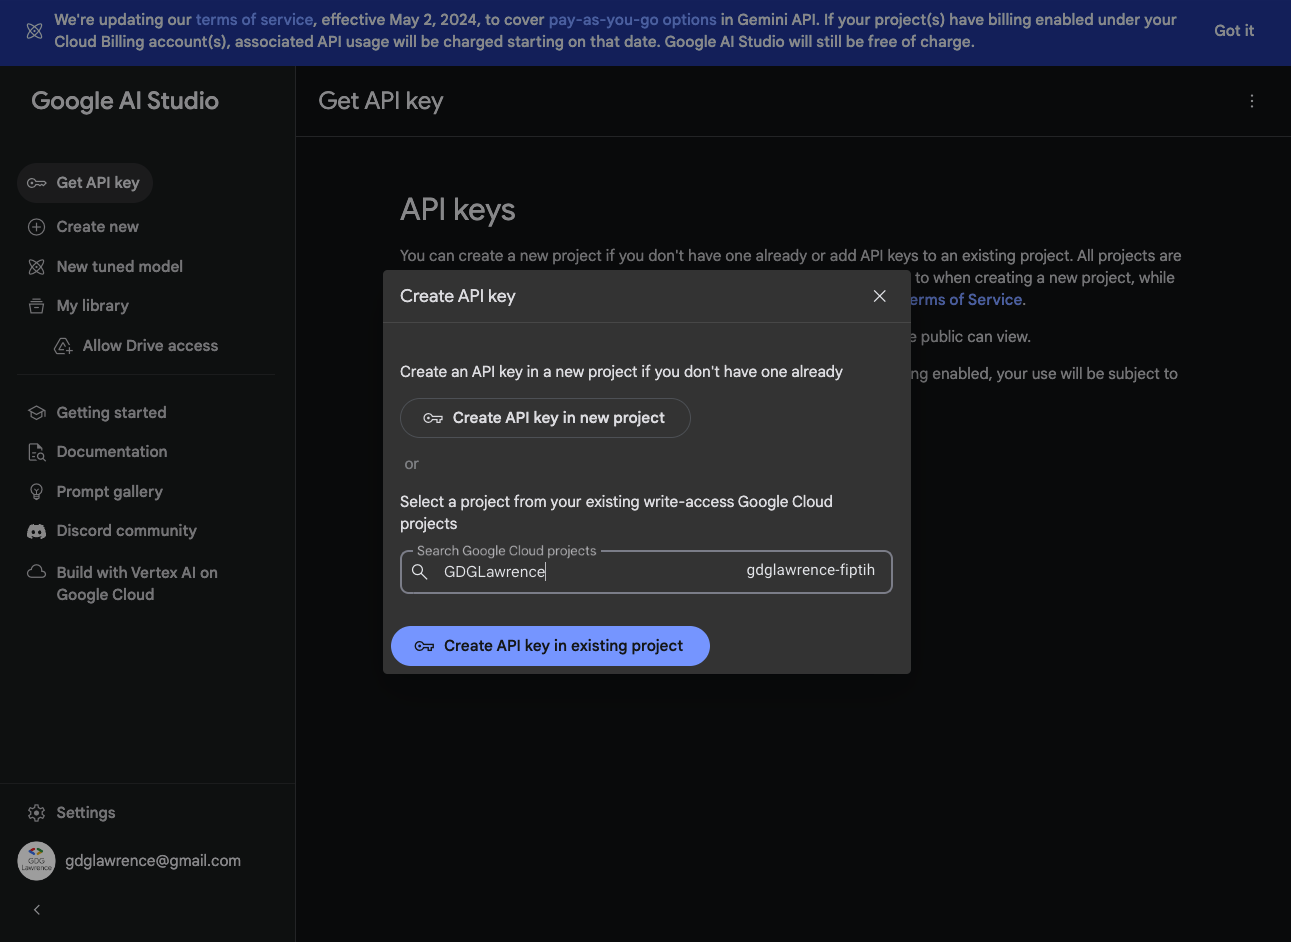 We're updating our terms of service, effective May 2, 2024, to cover pay-as-you-go options in Gemini API. If your project(s) have billing enabled under your
Cloud Billing account(s), associated API usage will be charged starting on that date. Google AI Studio will still be free of charge.
Got it
Google AI Studio
Get API key
Get API key
Create new
New tuned model
My library
Allow Drive access
Getting started
Documentation
Prompt gallery
Discord community
Build with Vertex AI on
Google Cloud
Settings
GDG
Lawrence
gdglawrence@gmail.com
API keys
You can create a new project if you don't have one already or add API keys to an existing project. All projects are
to when creating a new project, while
erms of Service.
e public can view.
ng enabled, your use will be subject to
Create API key
Create an API key in a new project if you don't have one already
Create API key in new project
or
Select a project from your existing write-access Google Cloud
projects
Search Google Cloud projects
GDGLawrence gdglawrence-fiptih
Create API key in existing project